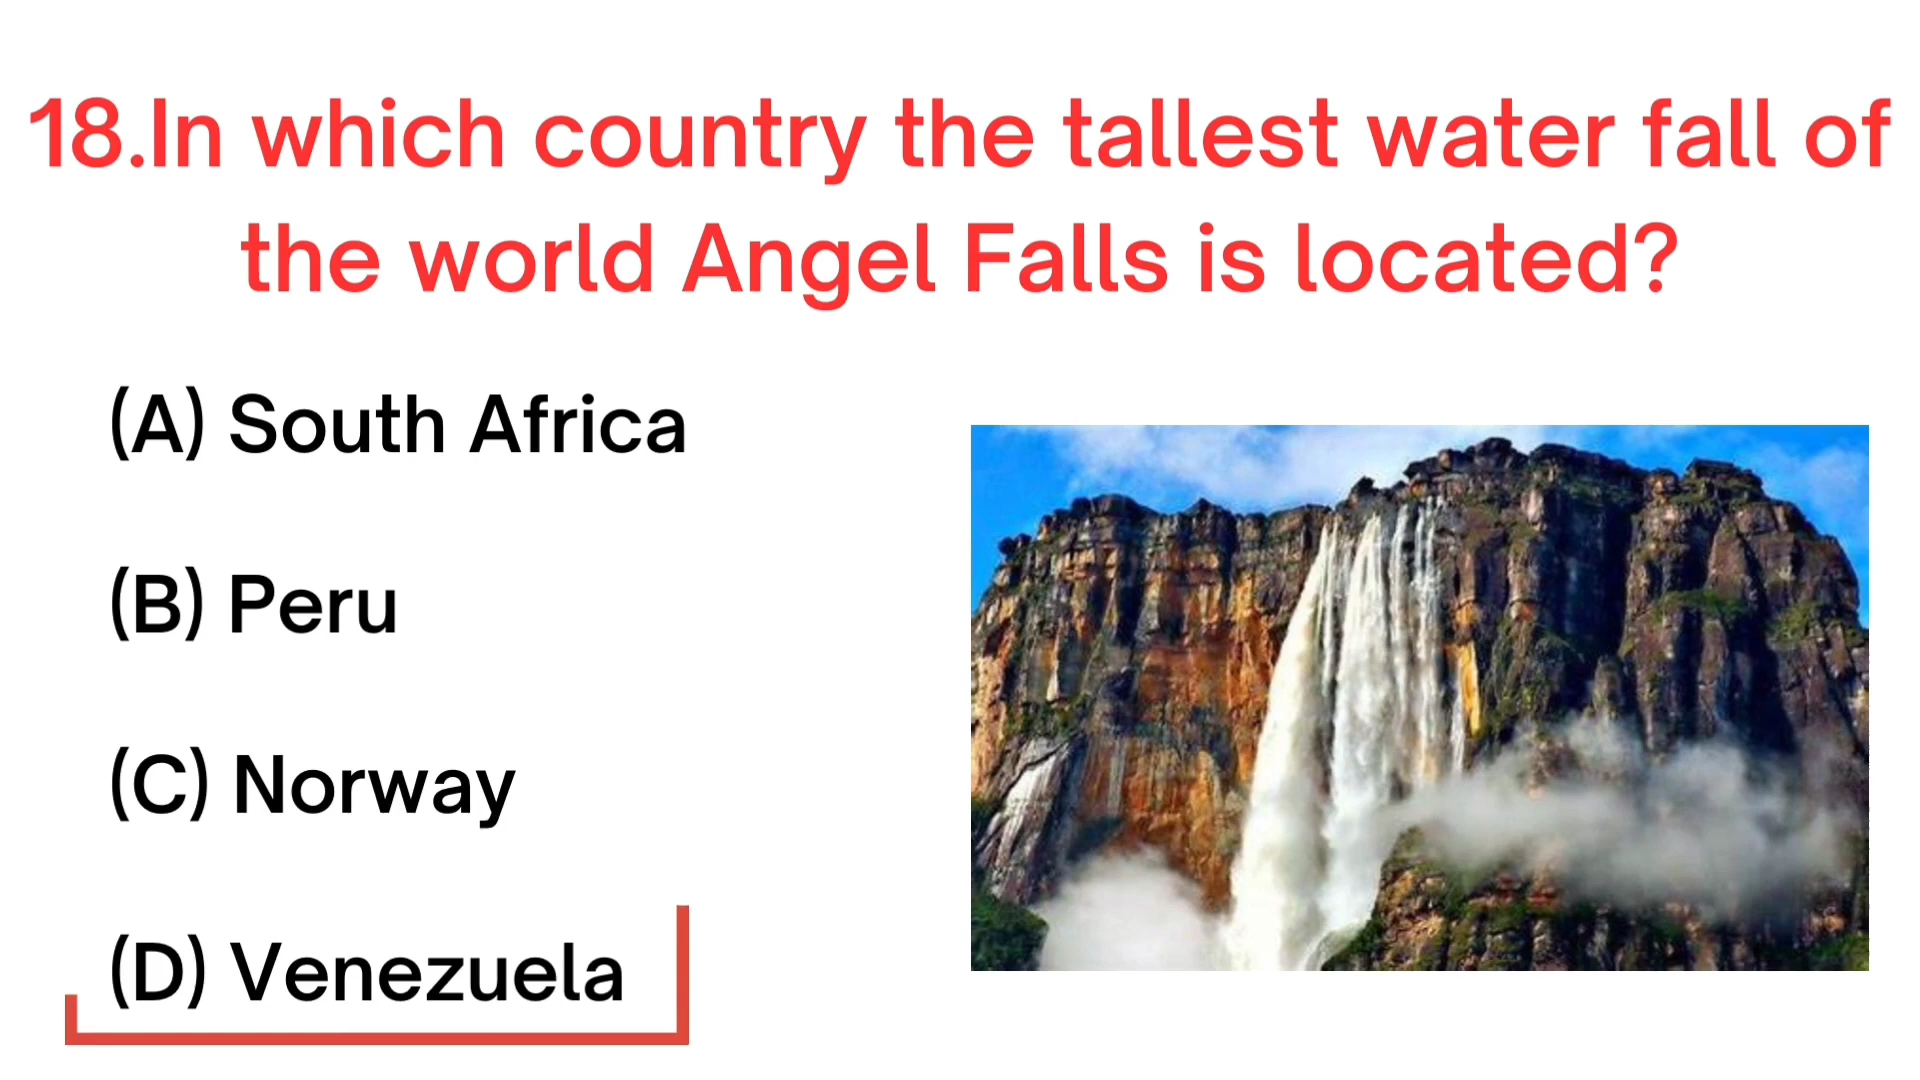 18.In which country the tallest water fall of
the world Angel Falls is located?
(A) South Africa
(B) Peru
(C) Norway
(D) Venezuela